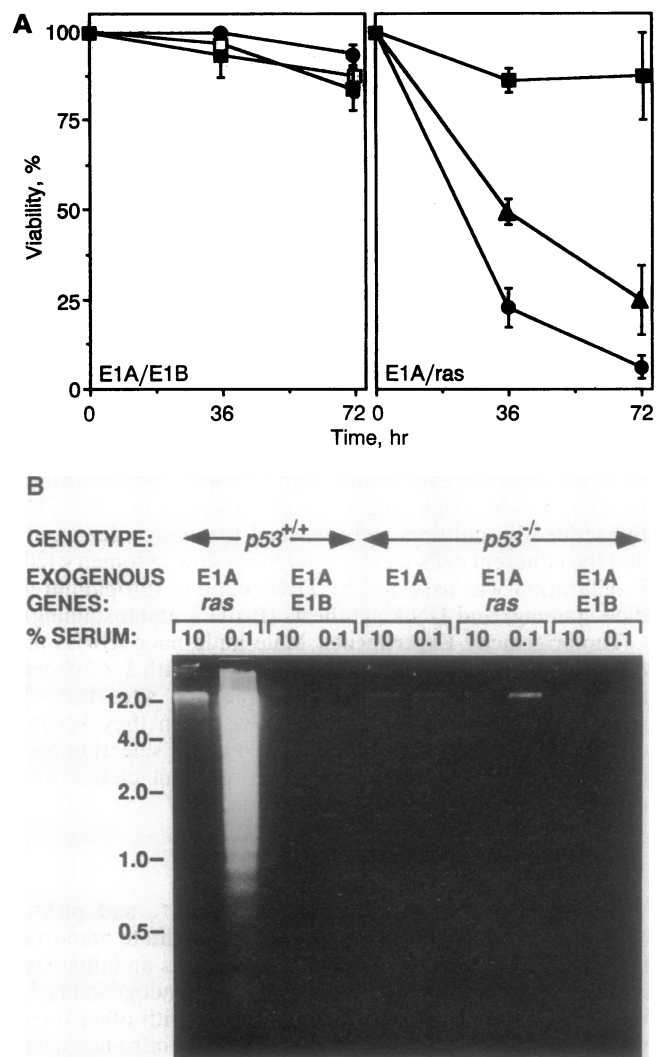 A
100
75
50
25
0
Viability, %
E1A/E1B
E1A/ras
0 36 72 0 36 72
Time, hr
B
GENOTYPE: p53+/+ p53-/-
EXOGENOUS E1A E1A E1A E1A E1A
GENES: ras E1B ras E1B
% SERUM: 10 0.1 10 0.1 10 0.1 10 0.1 10 0.1
12.0
4.0
2.0
1.0
0.5